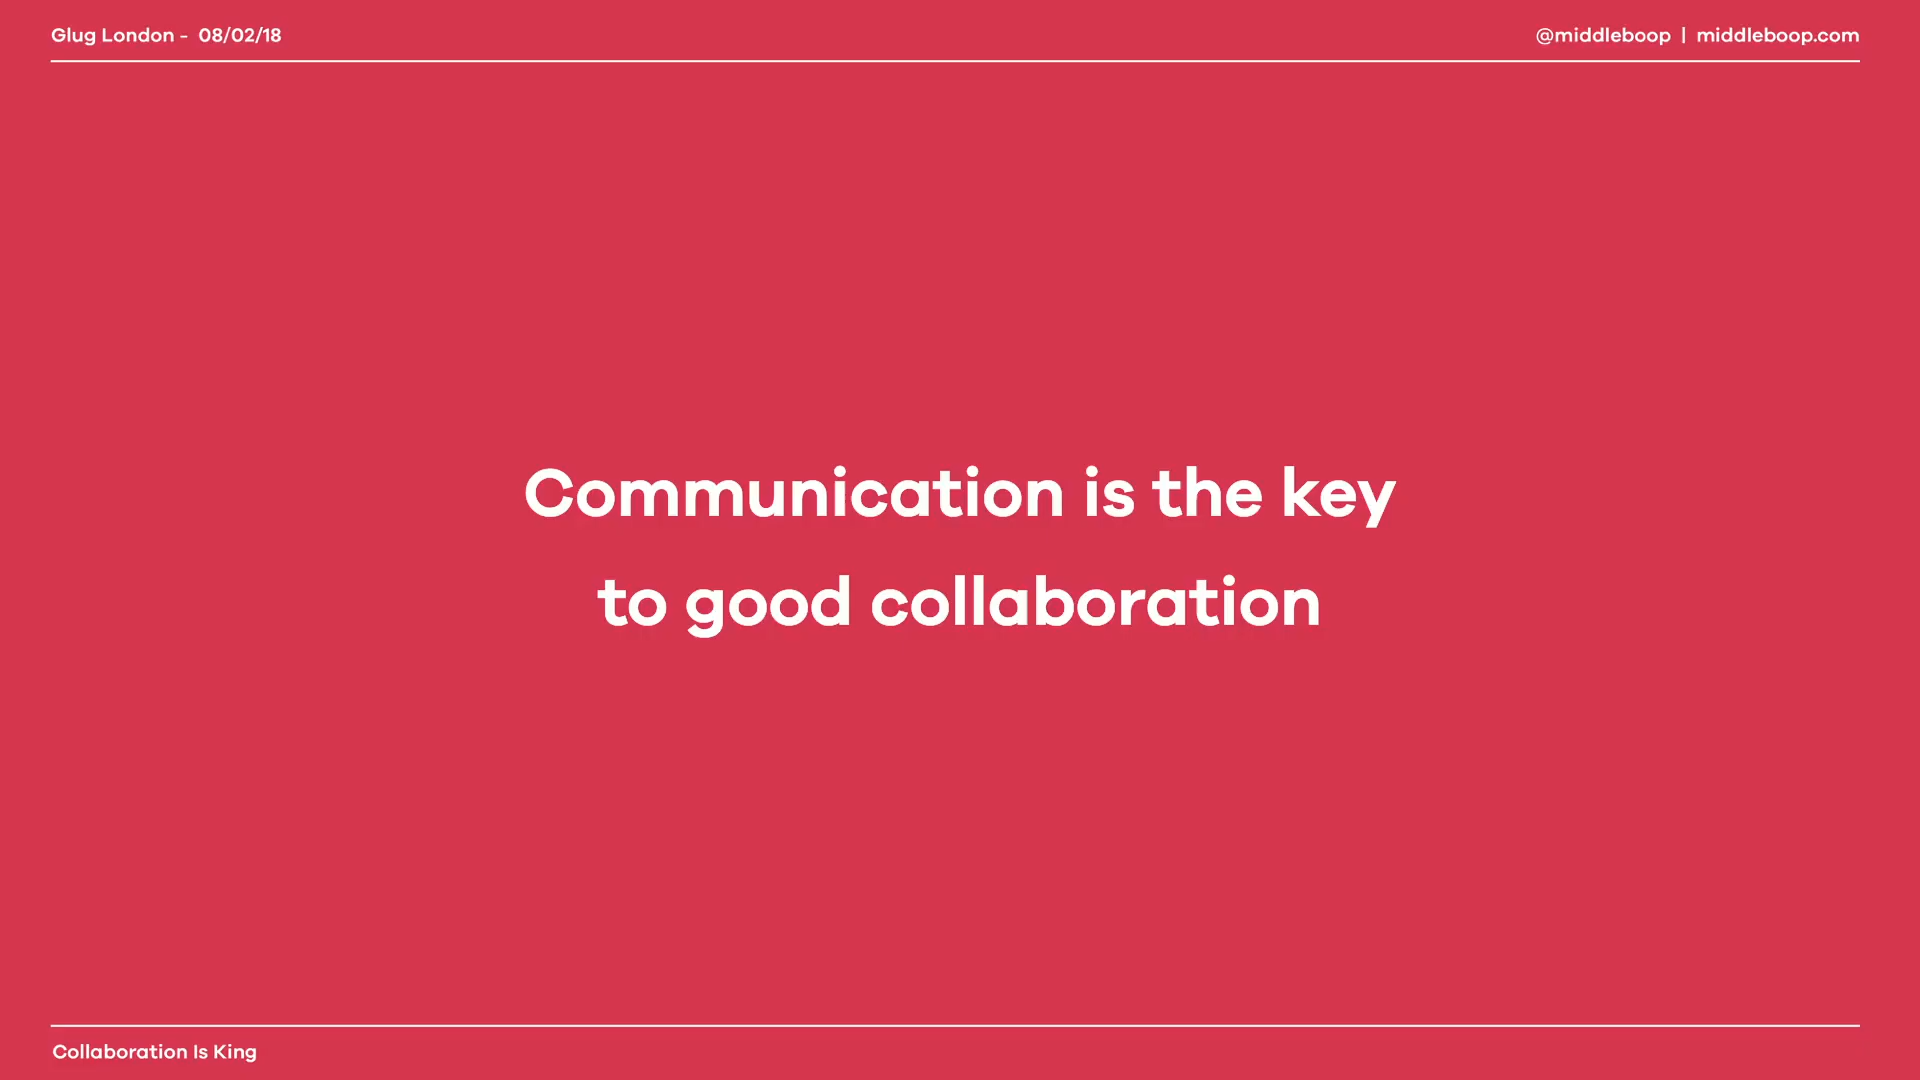 Glug London - 08/02/18
@middleboop | middleboop.com
Communication is the key
to good collaboration
Collaboration Is King